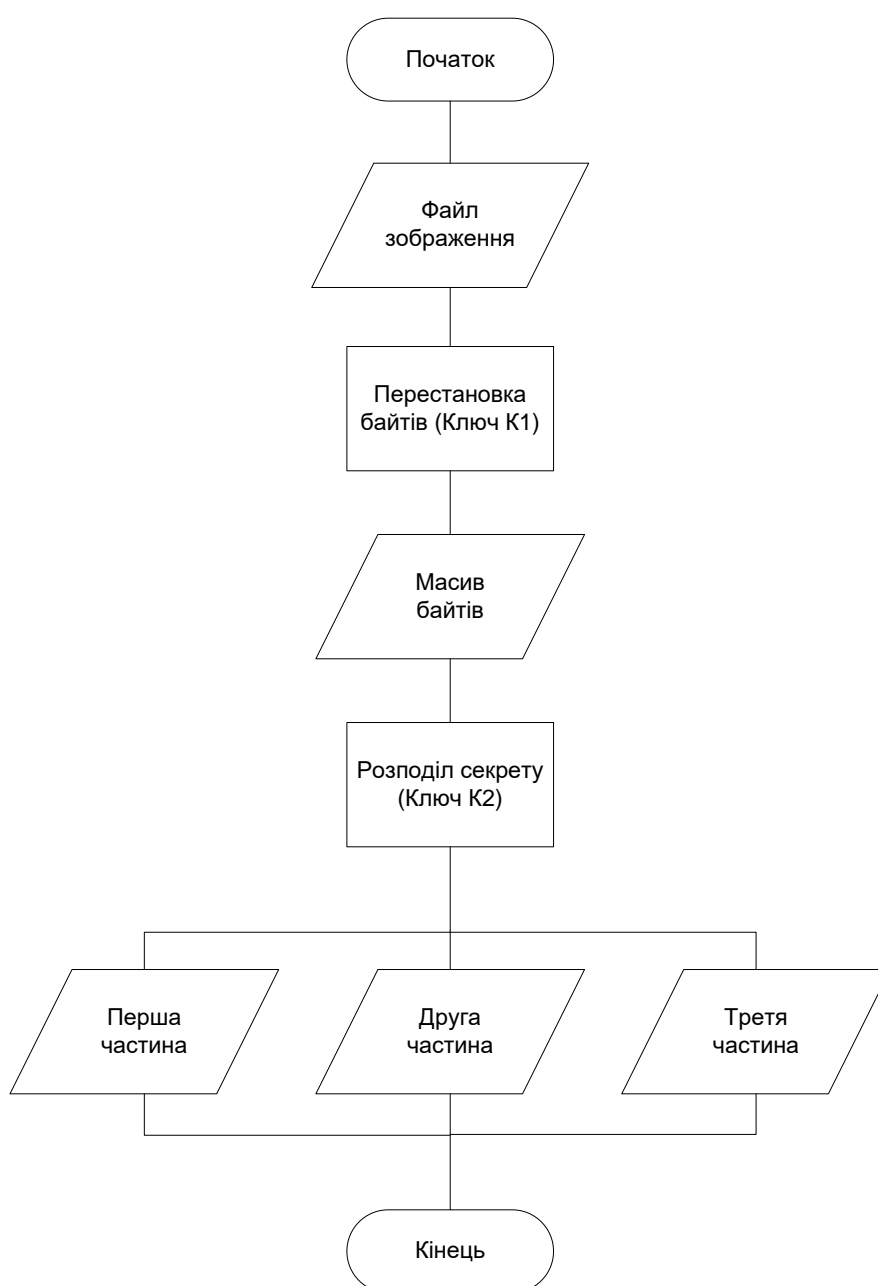 Початок
Файл
зображення
Перестановка
байтів (Ключ К1)
Масив
байтів
Розподіл секрету
(Ключ К2)
Перша
частина
Друга
частина
Третя
частина
Кінець